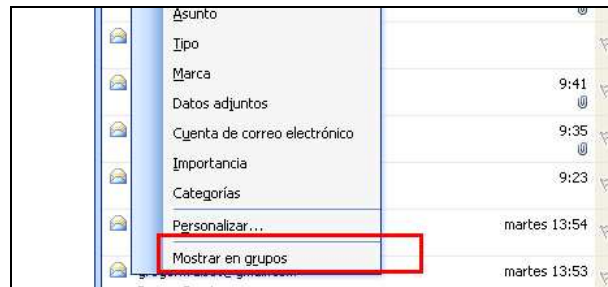 Asunto
Tipo
Marca
9:41
Datos adjuntos
Cuenta de correo electrónico
9:35
Importancia
9:23
Categorías
Personalizar...
martes 13:54
Mostrar en grupos
martes 13:53